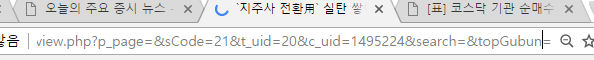 오늘의 주요 증시 뉴스 `지주사 전환用` 실탄 쌓 [표] 코스닥 기관 순매수
않음 view.php?p_page=&sCode=21&t_uid=20&c_uid=1495224&search=&topGubun=